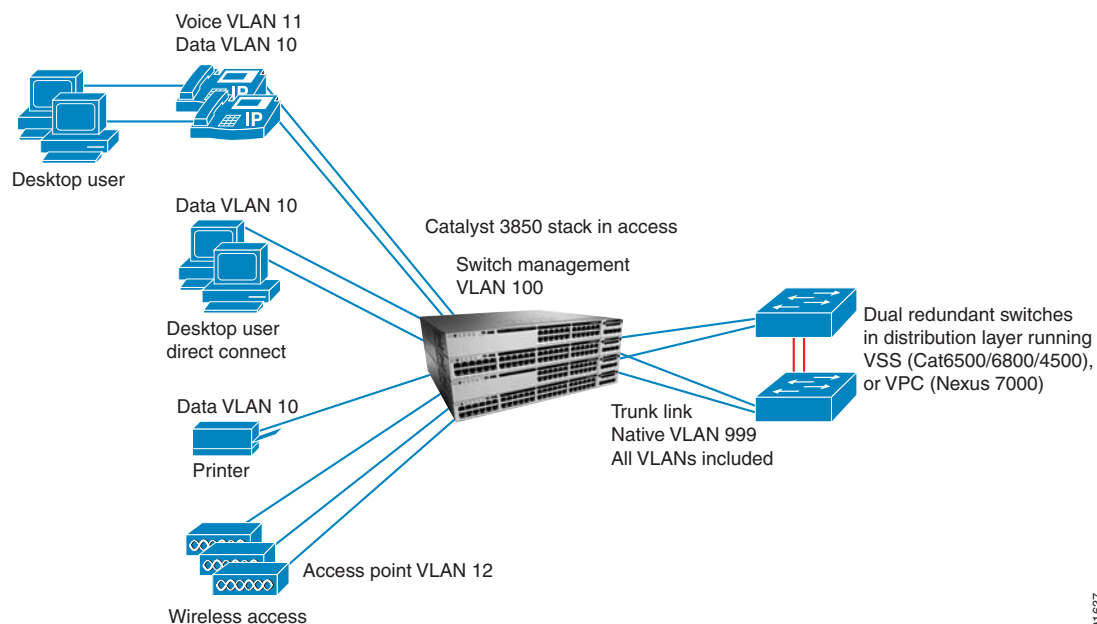 Voice VLAN 11
Data VLAN 10
IP
IP
Desktop user
Data VLAN 10
Desktop user
direct connect
Data VLAN 10
Printer
Access point VLAN 12
Wireless access
Catalyst 3850 stack in access
Switch management
VLAN 100
Trunk link
Native VLAN 999
All VLANs included
Dual redundant switches
in distribution layer running
VSS (Cat6500/6800/4500),
or VPC (Nexus 7000)